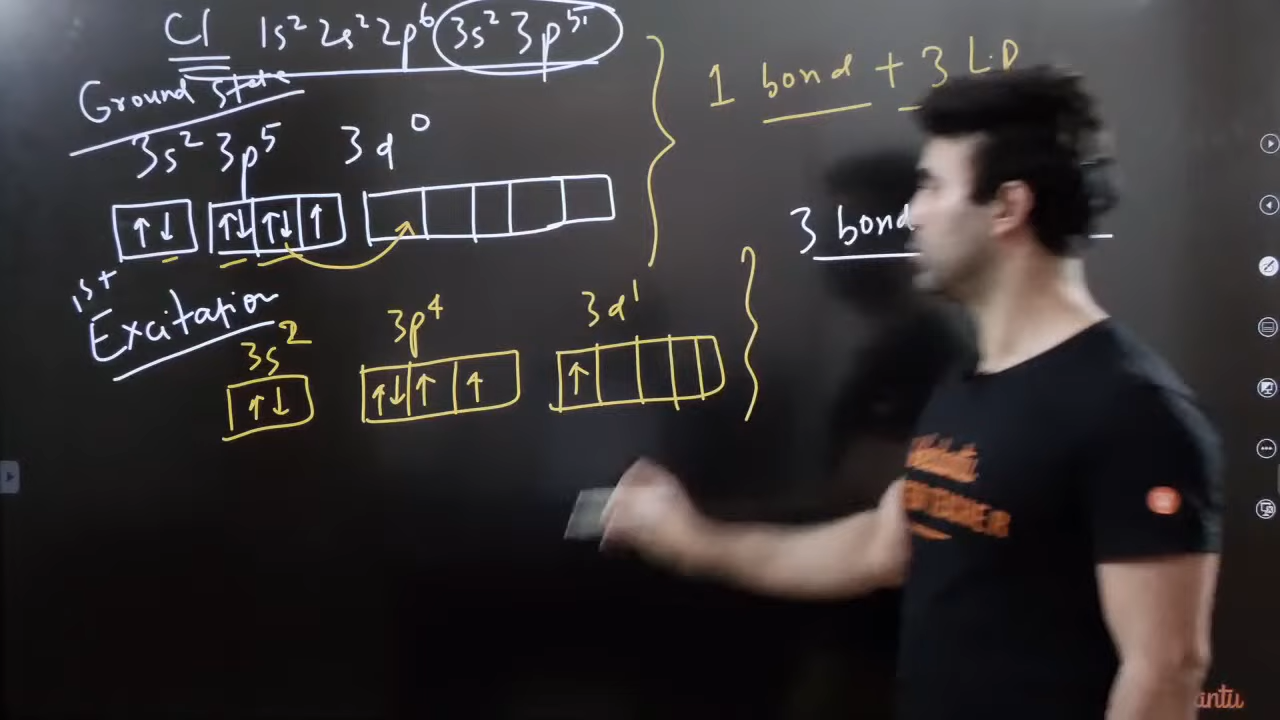 Cl 1s² 2s² 2p⁶ 3s² 3p⁵
Ground state
1 bond + 3 L.P
3s² 3p⁵ 3d⁰
↑↓ ↑↓ ↑↓ ↑
3 bond
1st
Excitation
3s² 3p⁴ 3d¹
↑↓ ↑↓ ↑ ↑ ↑